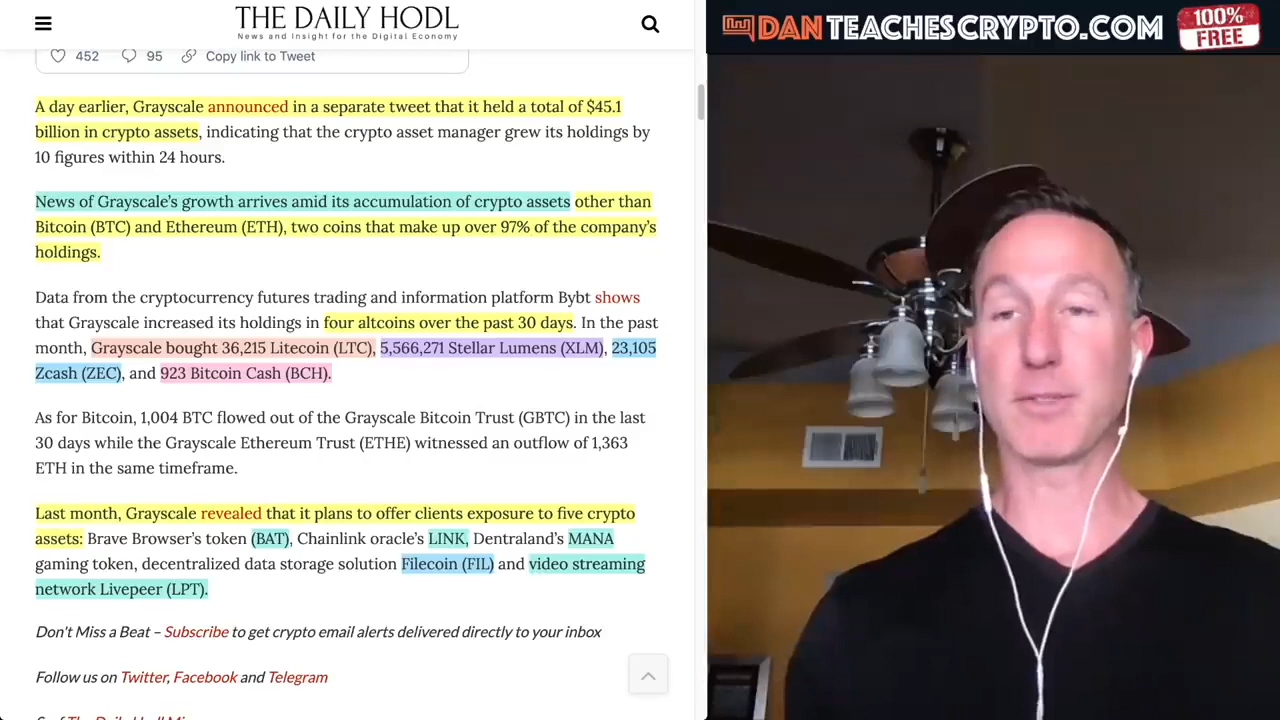 THE DAILY HODL
News and Insight for the Digital Economy
452 95 Copy link to Tweet
A day earlier, Grayscale announced in a separate tweet that it held a total of $45.1
billion in crypto assets, indicating that the crypto asset manager grew its holdings by
10 figures within 24 hours.
News of Grayscale’s growth arrives amid its accumulation of crypto assets other than
Bitcoin (BTC) and Ethereum (ETH), two coins that make up over 97% of the company’s
holdings.
Data from the cryptocurrency futures trading and information platform Bybt shows
that Grayscale increased its holdings in four altcoins over the past 30 days. In the past
month, Grayscale bought 36,215 Litecoin (LTC), 5,566,271 Stellar Lumens (XLM), 23,105
Zcash (ZEC), and 923 Bitcoin Cash (BCH).
As for Bitcoin, 1,004 BTC flowed out of the Grayscale Bitcoin Trust (GBTC) in the last
30 days while the Grayscale Ethereum Trust (ETHE) witnessed an outflow of 1,363
ETH in the same timeframe.
Last month, Grayscale revealed that it plans to offer clients exposure to five crypto
assets: Brave Browser’s token (BAT), Chainlink oracle’s LINK, Dentraland’s MANA
gaming token, decentralized data storage solution Filecoin (FIL) and video streaming
network Livepeer (LPT).
Don't Miss a Beat – Subscribe to get crypto email alerts delivered directly to your inbox
Follow us on Twitter, Facebook and Telegram
DANTEACHESCRYPTO.COM
100%
FREE